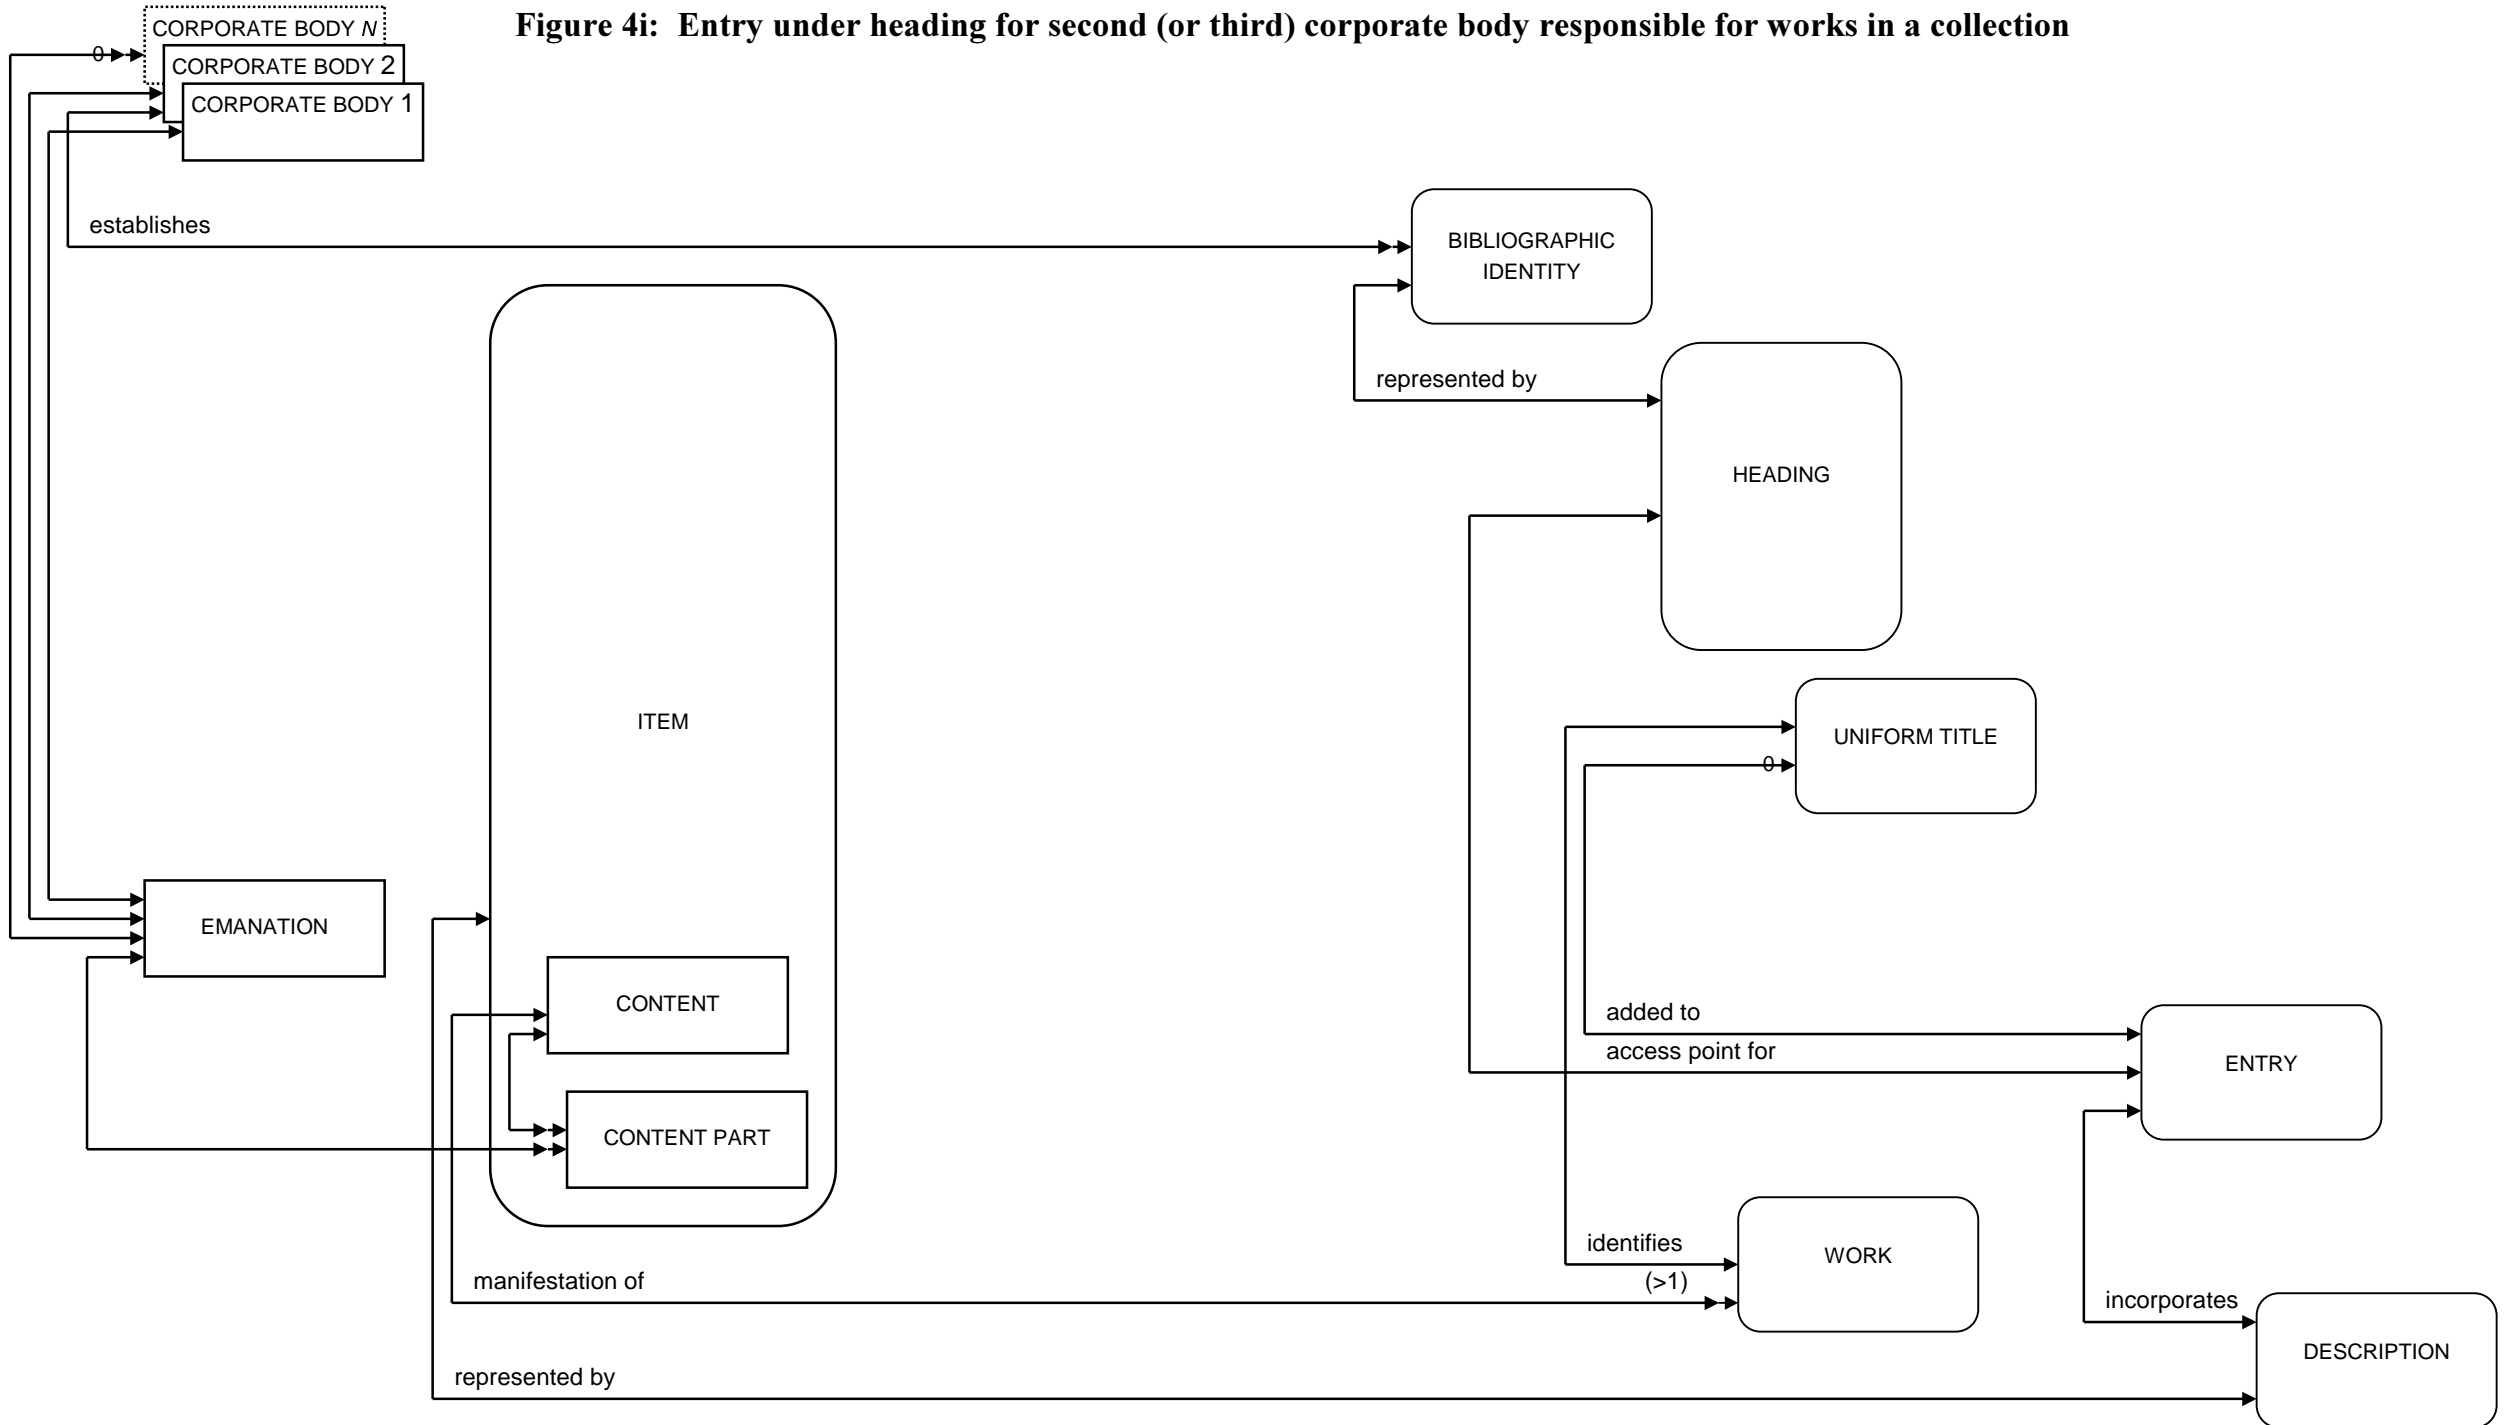 Figure 4i:  Entry under heading for second (or third) corporate body responsible for works in a collection
CORPORATE BODY N
0
CORPORATE BODY 2
CORPORATE BODY 1
establishes
BIBLIOGRAPHIC
IDENTITY
represented by
HEADING
ITEM
UNIFORM TITLE
0
EMANATION
CONTENT
added to
access point for
ENTRY
CONTENT PART
identifies
WORK
manifestation of
(>1)
incorporates
DESCRIPTION
represented by